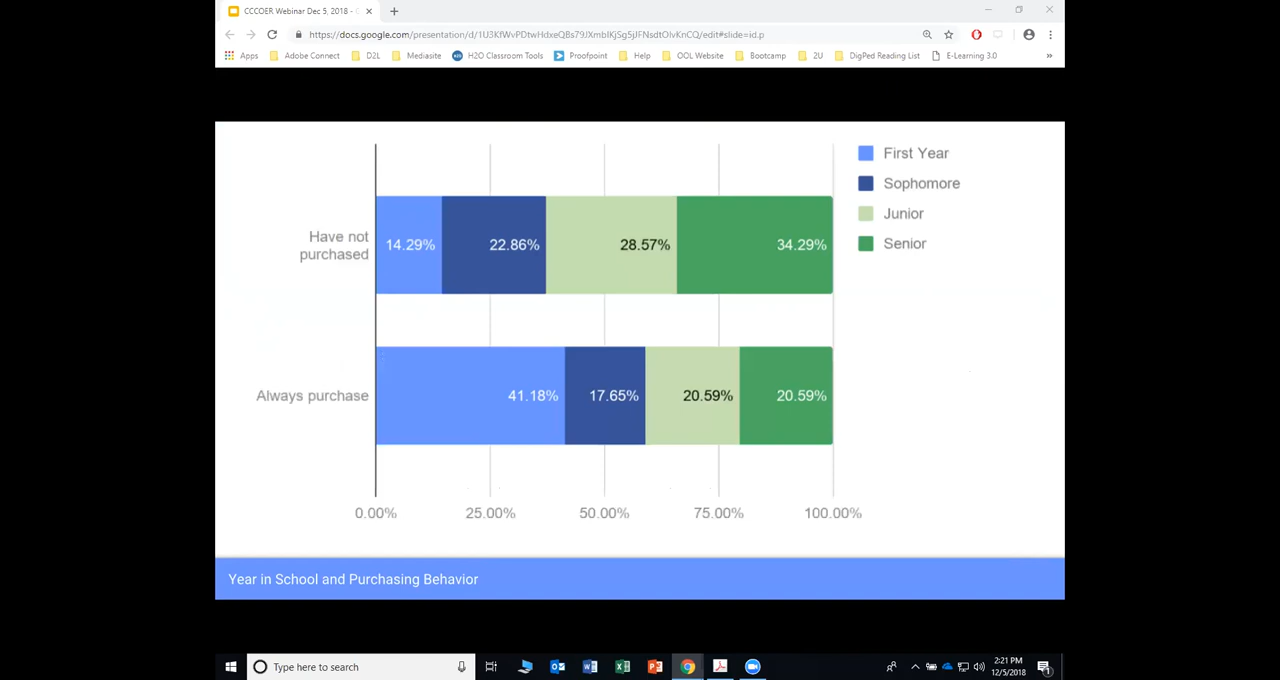 CCCOER Webinar Dec 5, 2018 - 
https://docs.google.com/presentation/d/
Apps Adobe Connect D2L Mediasite H2O Classroom Tools Proofpoint Help OOL Website Bootcamp 2U DigPed Reading List E-Learning 3.0 »
First Year
Sophomore
Junior
Senior
Have not
purchased
14.29% 22.86% 28.57% 34.29%
Always purchase 41.18% 17.65% 20.59% 20.59%
0.00% 25.00% 50.00% 75.00% 100.00%
Year in School and Purchasing Behavior
Type here to search
2:21 PM
12/5/2018
1